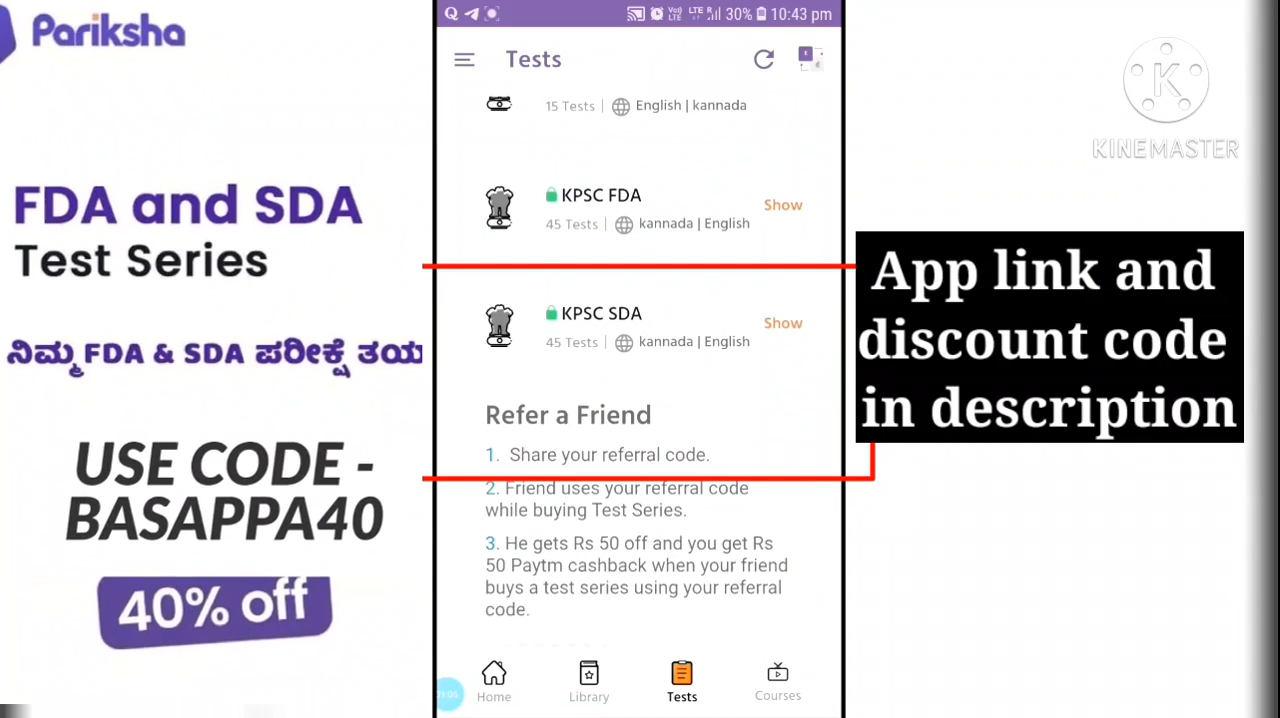 Pariksha
FDA and SDA
Test Series
ನಿಮ್ಮ FDA & SDA ಪರೀಕ್ಷೆ ತಯ
USE CODE -
BASAPPA40
40% off
30% 10:43 pm
Tests
15 Tests | English | kannada
KPSC FDA
Show
45 Tests | kannada | English
KPSC SDA
Show
45 Tests | kannada | English
Refer a Friend
1. Share your referral code.
2. Friend uses your referral code
while buying Test Series.
3. He gets Rs 50 off and you get Rs
50 Paytm cashback when your friend
buys a test series using your referral
code.
Home
Library
Tests
Courses
K
KINEMASTER
App link and
discount code
in description